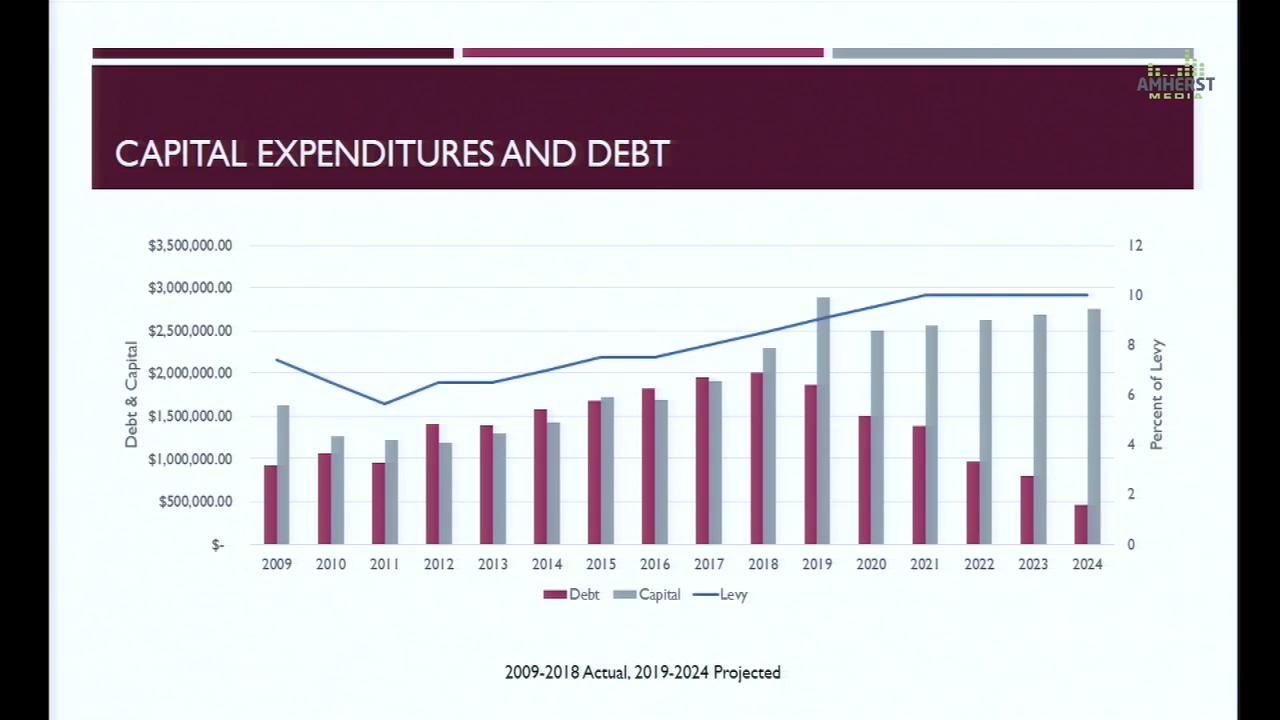 AMHERST
MEDIA
CAPITAL EXPENDITURES AND DEBT
$3,500,000.00
$3,000,000.00
$2,500,000.00
$2,000,000.00
$1,500,000.00
$1,000,000.00
$500,000.00
$-
Debt & Capital
12
10
8
6
4
2
0
Percent of Levy
2009 2010 2011 2012 2013 2014 2015 2016 2017 2018 2019 2020 2021 2022 2023 2024
Debt Capital Levy
2009-2018 Actual, 2019-2024 Projected